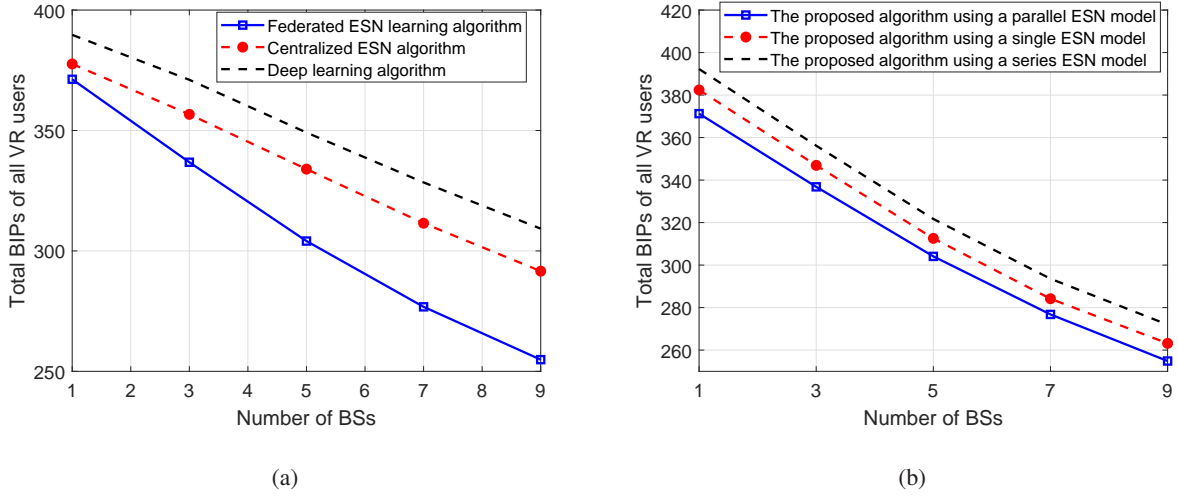 400
350
300
250
Total BIPs of all VR users
1 2 3 4 5 6 7 8 9
Number of BSs
Federated ESN learning algorithm
Centralized ESN algorithm
Deep learning algorithm
(a)
420
400
380
360
340
320
300
280
260
Total BIPs of all VR users
1 3 5 7 9
Number of BSs
The proposed algorithm using a parallel ESN model
The proposed algorithm using a single ESN model
The proposed algorithm using a series ESN model
(b)